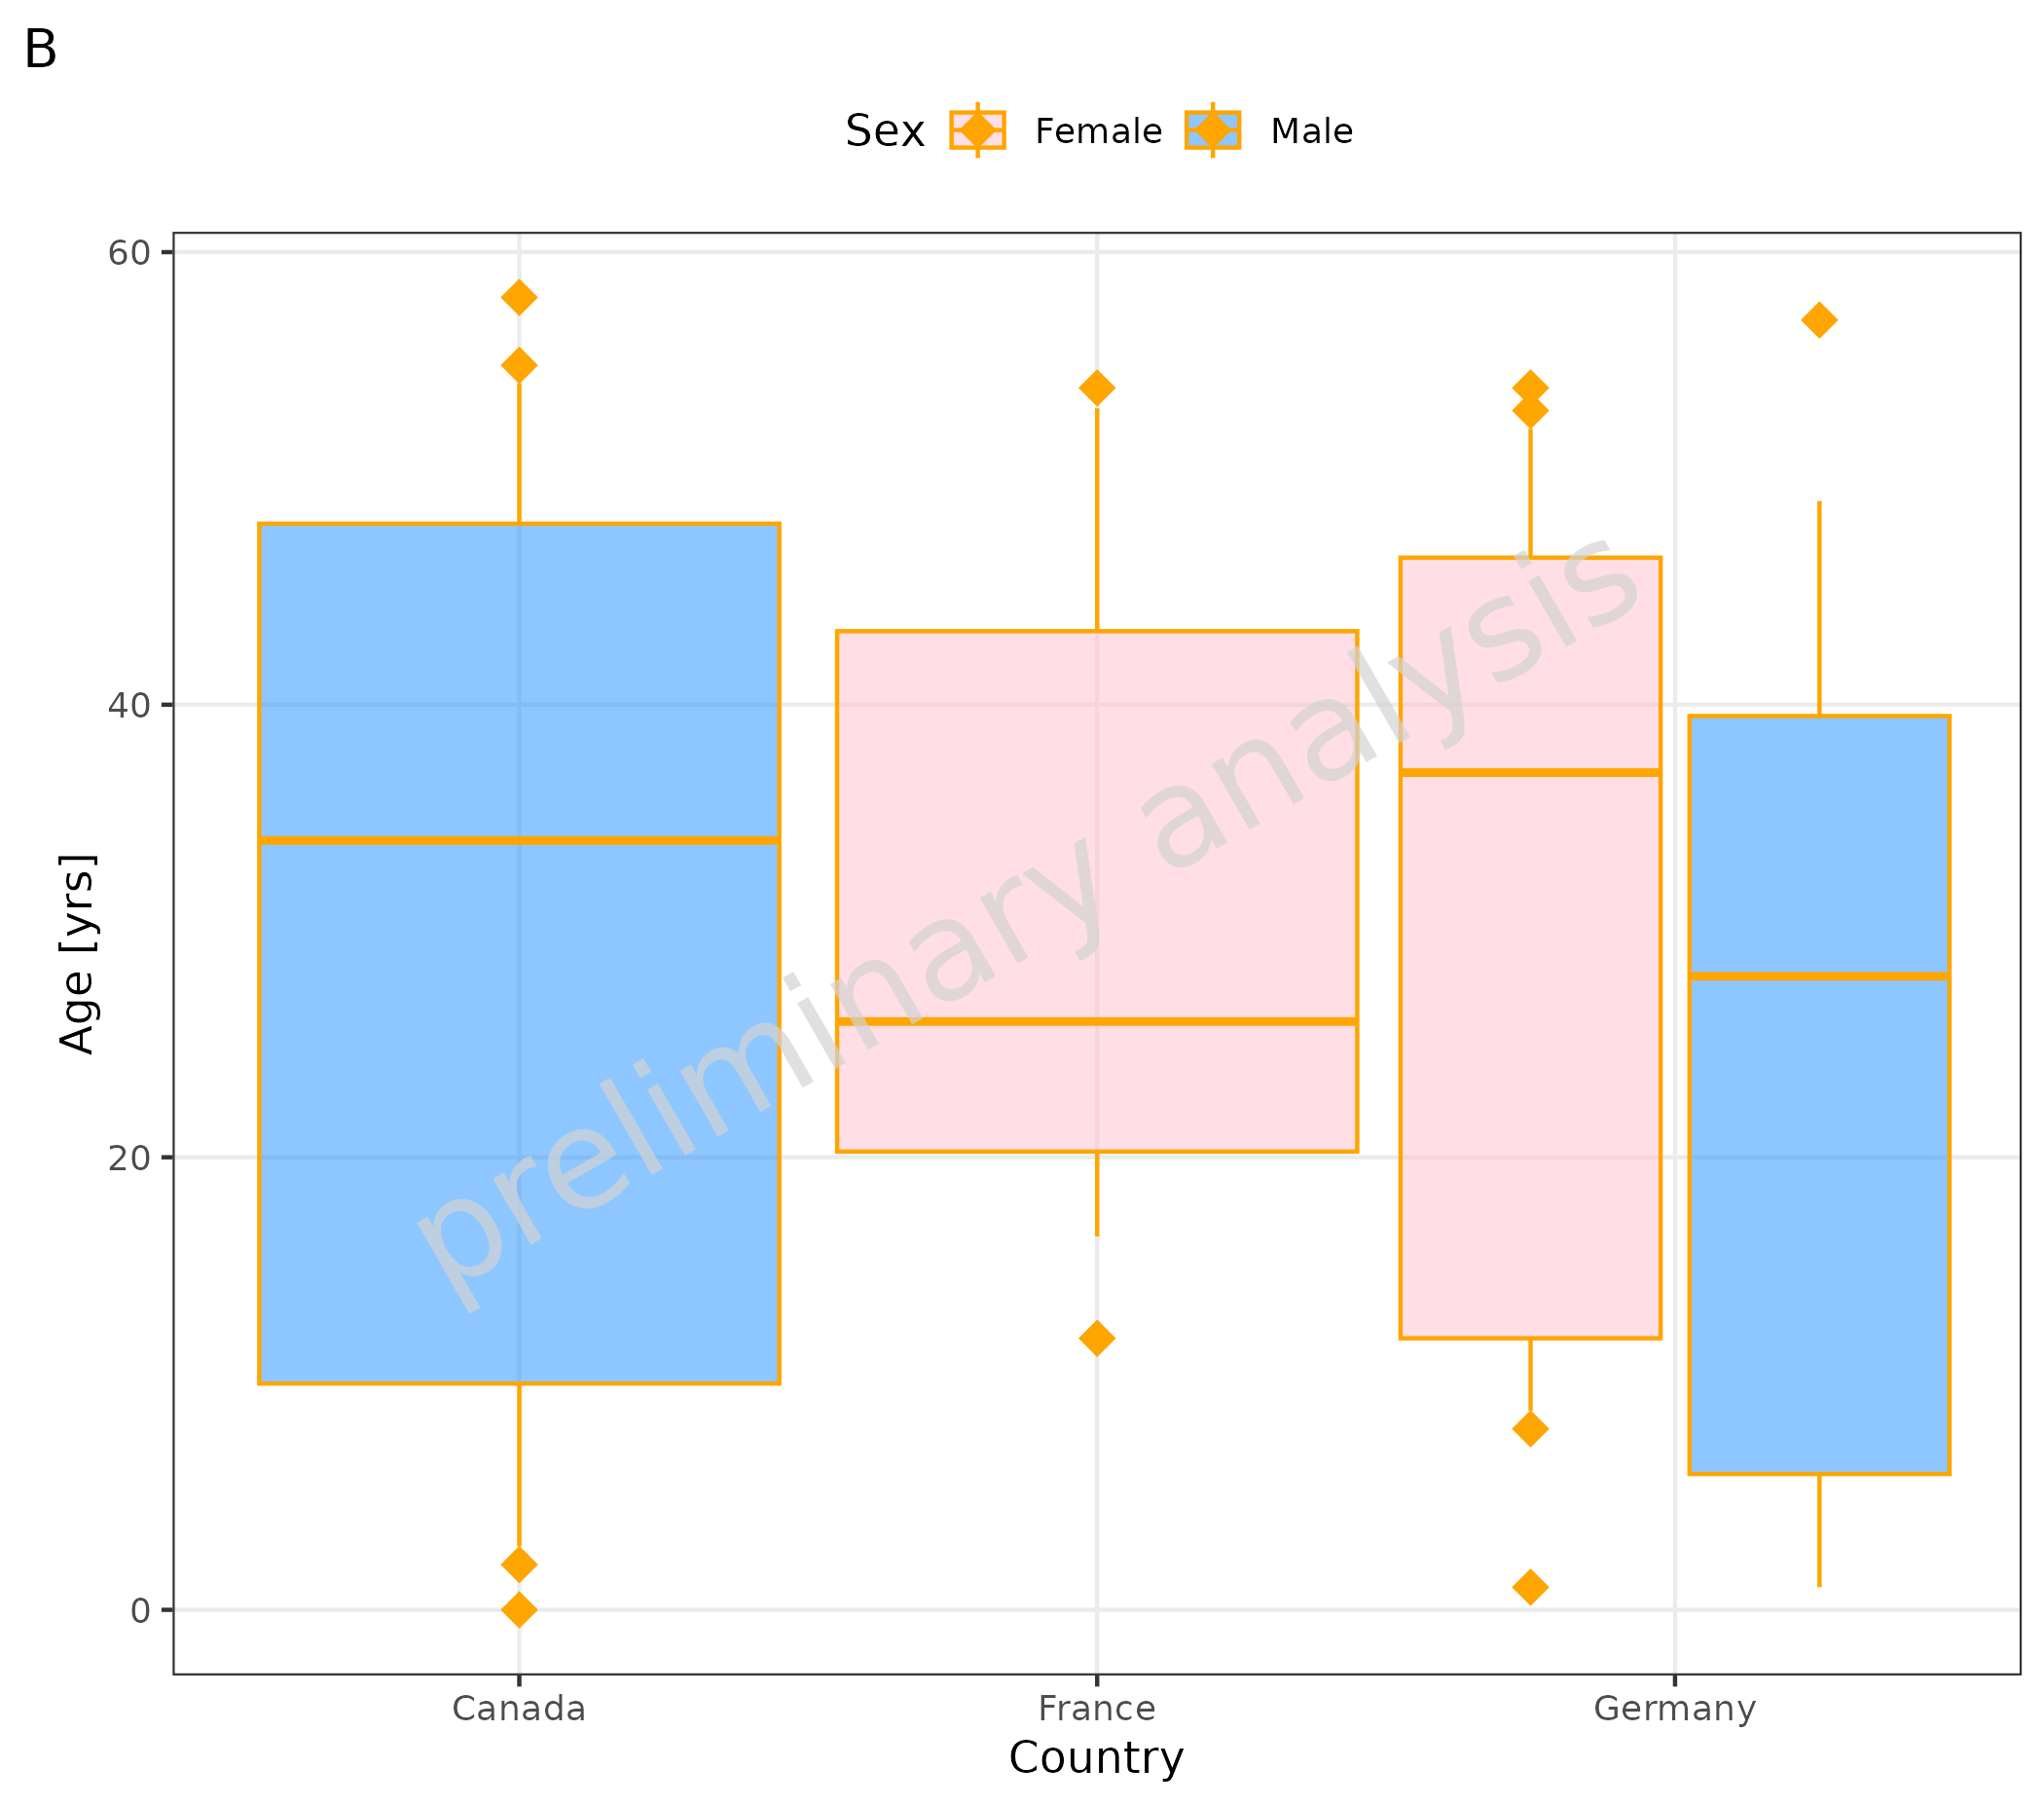 B
Sex Female Male
60
40
20
0
Age [yrs]
preliminary analysis
Canada France Germany
Country